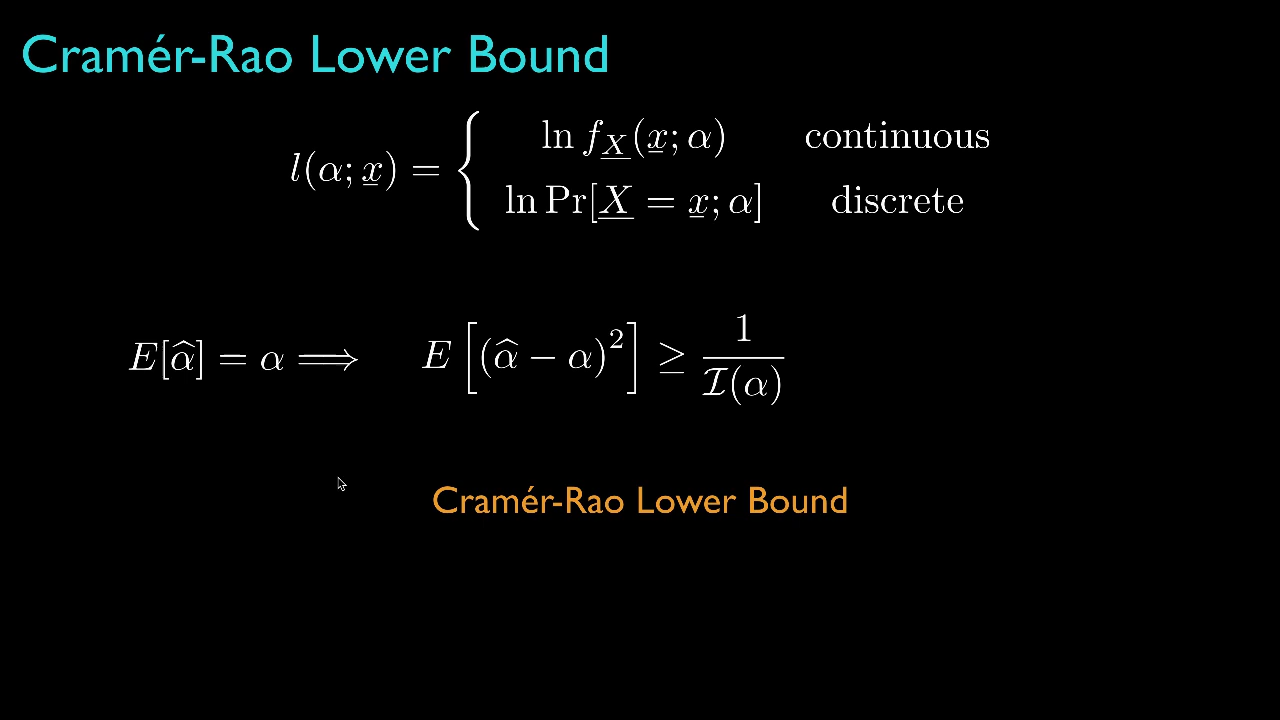 Cramér-Rao Lower Bound
l(α; x̲) = { ln f_X̲(x̲; α) continuous
ln Pr[X̲ = x̲; α] discrete
E[α̂] = α ⟹ E[(α̂ − α)²] ≥ 1/ℐ(α)
Cramér-Rao Lower Bound